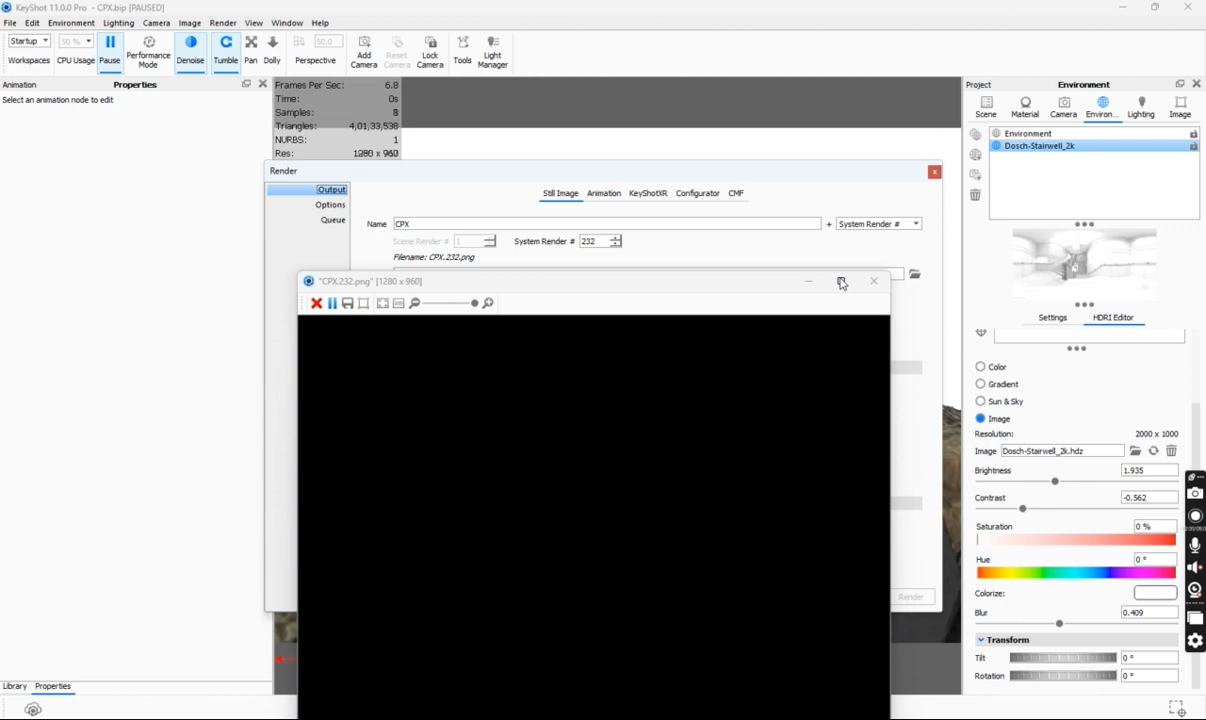 KeyShot 11.0.0 Pro - CPX.bip [PAUSED]
File Edit Environment Lighting Camera Image Render View Window Help
Startup 50 % 50.0
Workspaces CPU Usage Pause Performance Mode Denoise Tumble Pan Dolly Perspective Add Camera Reset Camera Lock Camera Tools Light Manager
Animation Properties
Select an animation node to edit
Frames Per Sec: 6.8
Time: 0s
Samples: 8
Triangles: 4,01,33,538
NURBS: 1
Res: 1280 x 960
Render
Output
Options
Queue
Still Image Animation KeyShotXR Configurator CMF
Name CPX + System Render #
Scene Render # 1 System Render # 232
Filename: CPX.232.png
"CPX.232.png" [1280 x 960]
Render
Project Environment
Scene Material Camera Environ... Lighting Image
Environment
Dosch-Stairwell_2k
Settings HDRI Editor
Color
Gradient
Sun & Sky
Image
Resolution: 2000 x 1000
Image Dosch-Stairwell_2k.hdz
Brightness 1.935
Contrast -0.562
Saturation 0 %
Hue 0 °
Colorize:
Blur 0.409
Transform
Tilt 0 °
Rotation 0 °
Library Properties